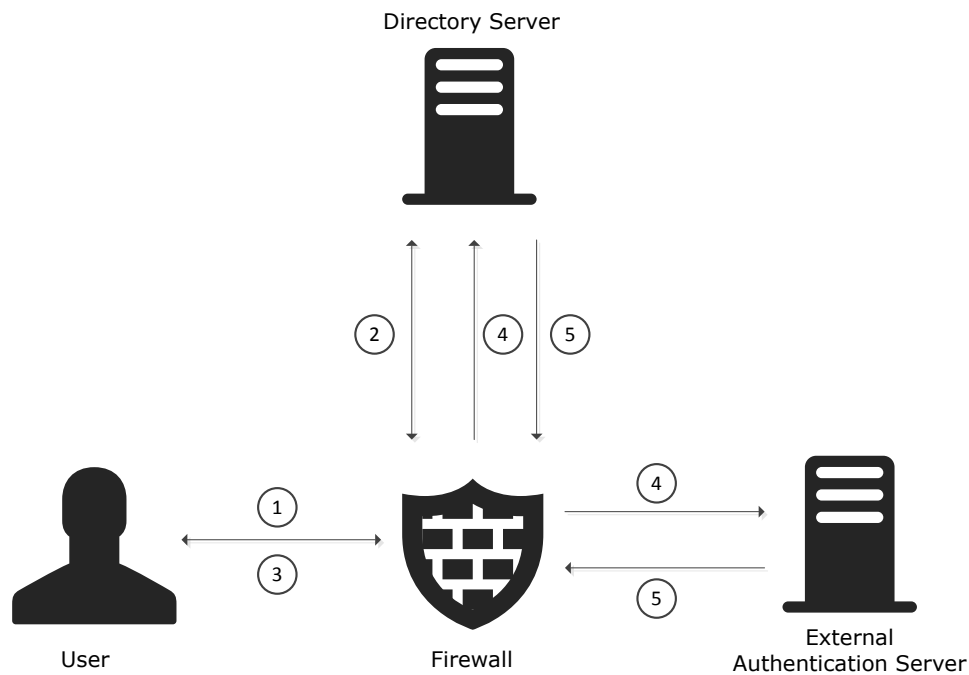 Directory Server
2
4
5
1
3
4
5
User
Firewall
External
Authentication Server